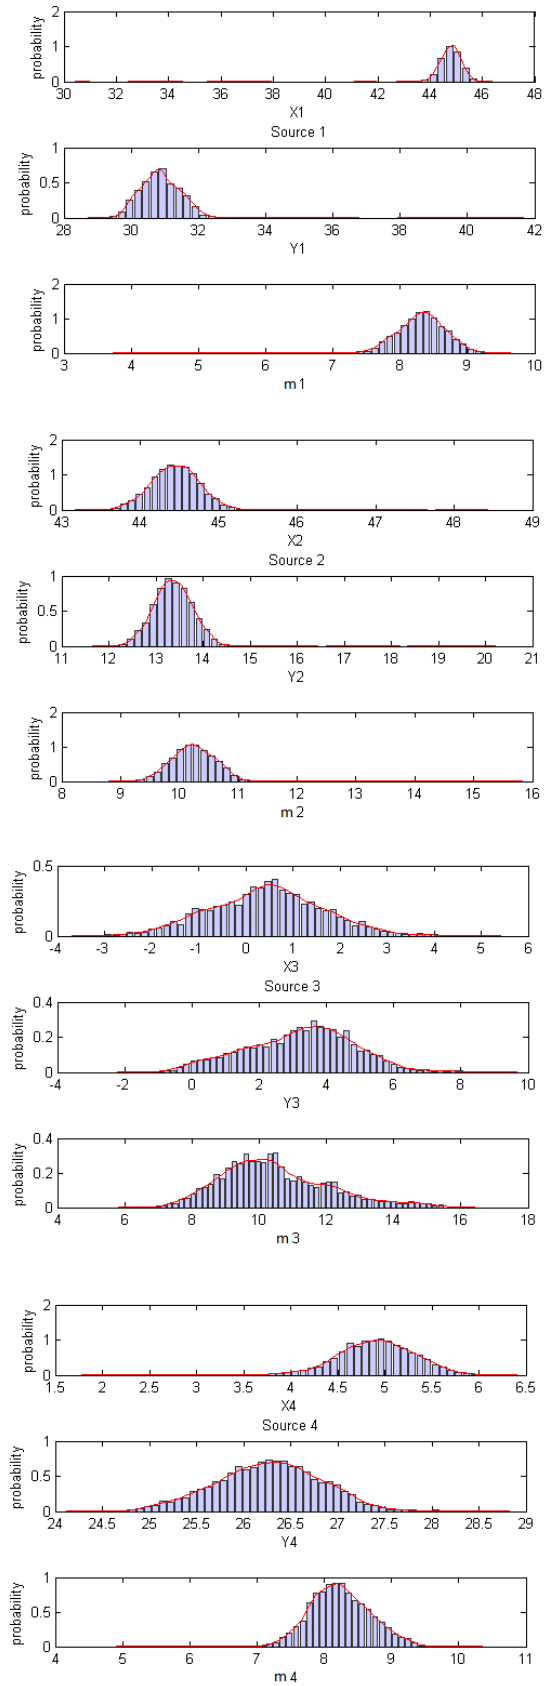 2
1
0
probability
30 32 34 36 38 40 42 44 46 48
X1
Source 1
1
0.5
0
probability
28 30 32 34 36 38 40 42
Y1
2
1
0
probability
3 4 5 6 7 8 9 10
m 1
2
1
0
probability
43 44 45 46 47 48 49
X2
Source 2
1
0.5
0
probability
11 12 13 14 15 16 17 18 19 20 21
Y2
2
1
0
probability
8 9 10 11 12 13 14 15 16
m 2
0.5
0
probability
-4 -3 -2 -1 0 1 2 3 4 5 6
X3
Source 3
0.4
0.2
0
probability
-4 -2 0 2 4 6 8 10
Y3
0.4
0.2
0
probability
4 6 8 10 12 14 16 18
m 3
2
1
0
probability
1.5 2 2.5 3 3.5 4 4.5 5 5.5 6 6.5
X4
Source 4
1
0.5
0
probability
24 24.5 25 25.5 26 26.5 27 27.5 28 28.5 29
Y4
1
0.5
0
probability
4 5 6 7 8 9 10 11
m 4